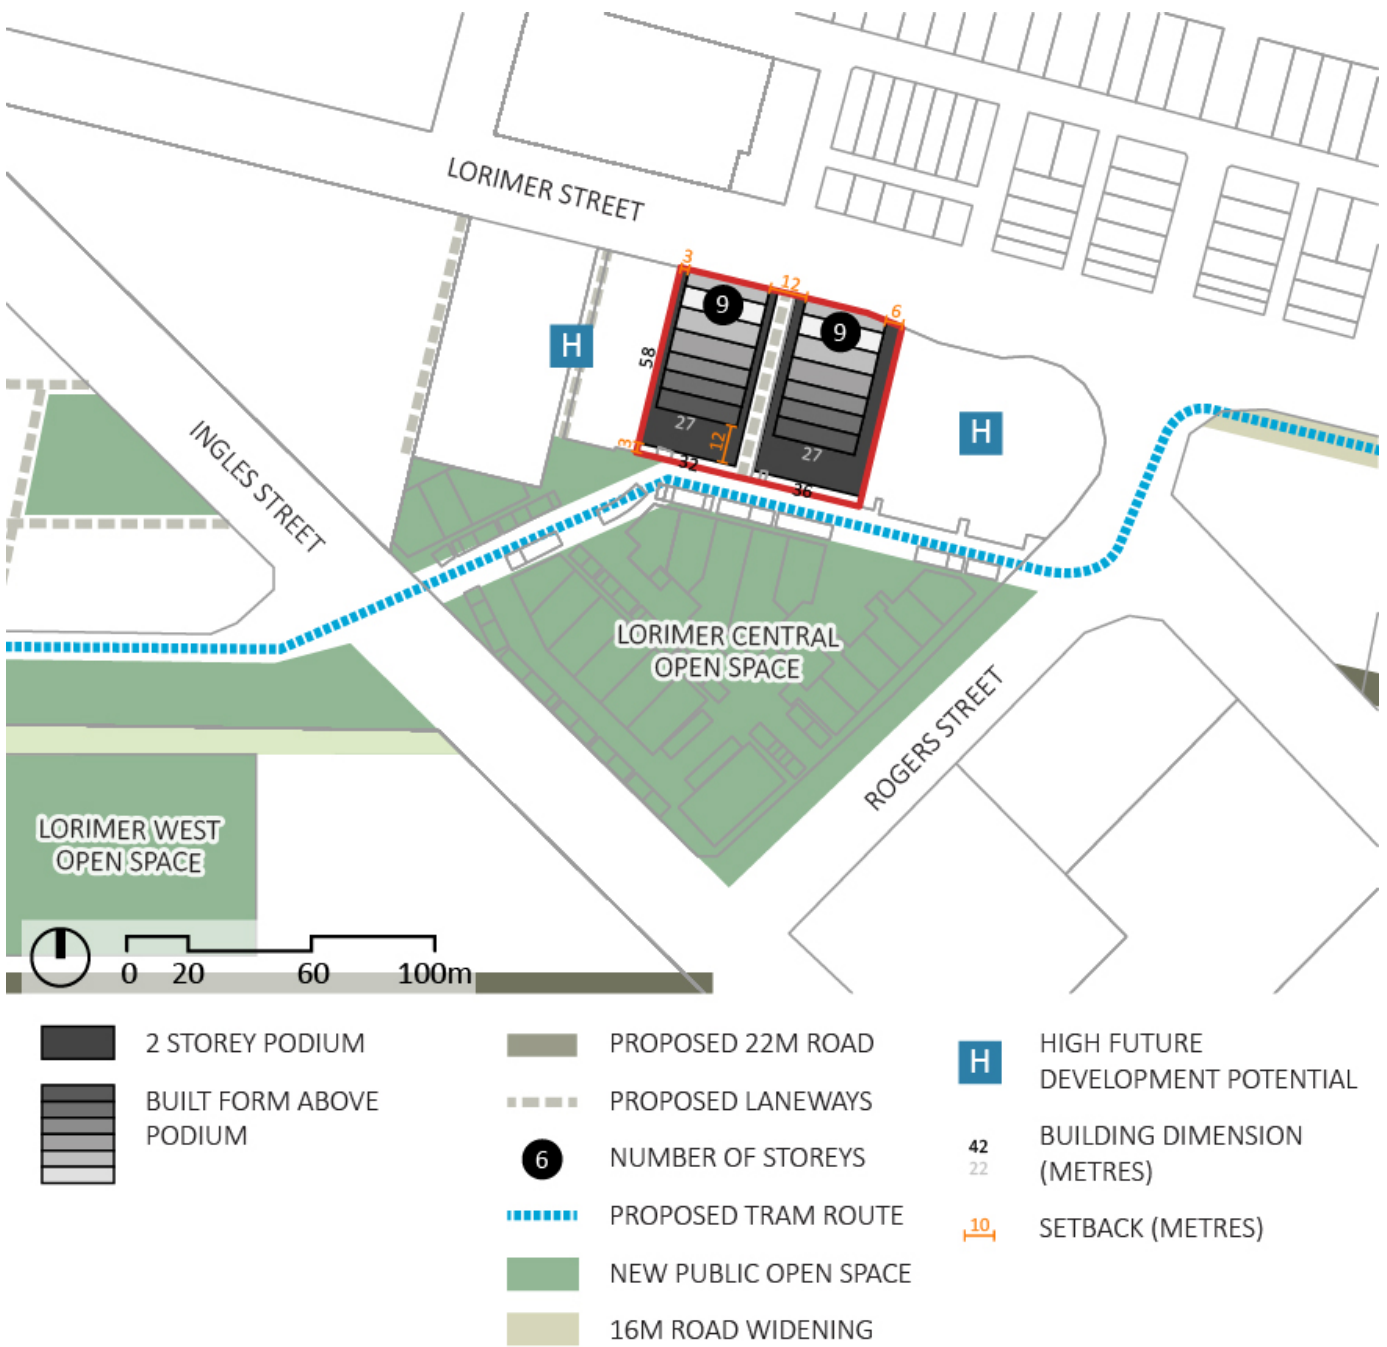 LORIMER STREET
3
12
6
9
9
H
58
H
27
12
27
3
32
36
INGLES STREET
LORIMER CENTRAL
OPEN SPACE
ROGERS STREET
LORIMER WEST
OPEN SPACE
0 20 60 100m
2 STOREY PODIUM
BUILT FORM ABOVE
PODIUM
PROPOSED 22M ROAD
PROPOSED LANEWAYS
6 NUMBER OF STOREYS
PROPOSED TRAM ROUTE
NEW PUBLIC OPEN SPACE
16M ROAD WIDENING
H HIGH FUTURE
DEVELOPMENT POTENTIAL
42 BUILDING DIMENSION
22 (METRES)
10 SETBACK (METRES)